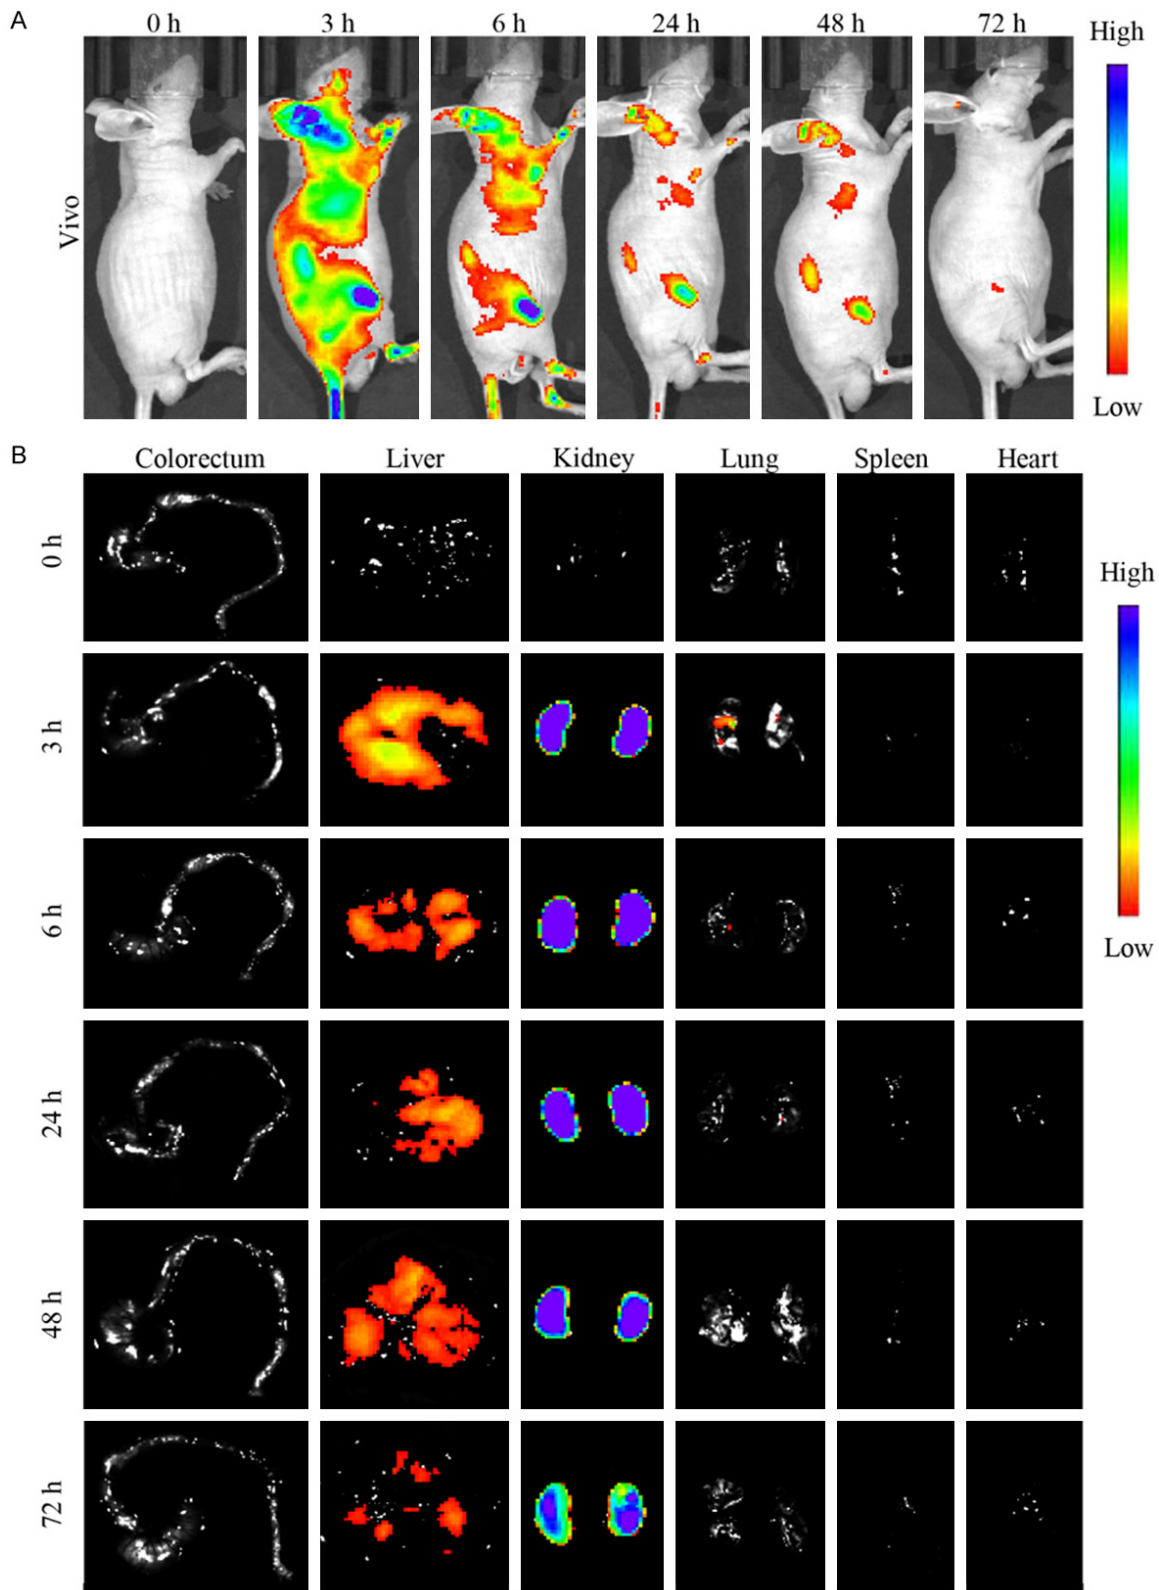 A
0 h 3 h 6 h 24 h 48 h 72 h
High
Vivo
Low
B
Colorectum Liver Kidney Lung Spleen Heart
0 h
High
3 h
6 h
Low
24 h
48 h
72 h